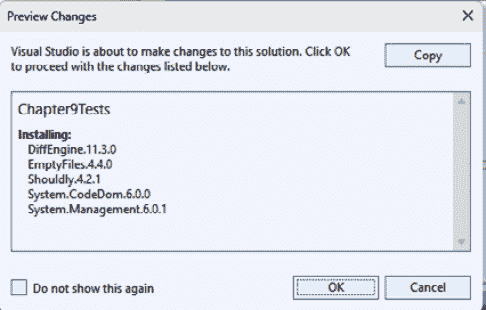 Preview Changes
Visual Studio is about to make changes to this solution. Click OK
to proceed with the changes listed below.
Copy
Chapter9Tests
Installing:
DiffEngine.11.3.0
EmptyFiles.4.4.0
Shouldly.4.2.1
System.CodeDom.6.0.0
System.Management.6.0.1
Do not show this again
OK
Cancel